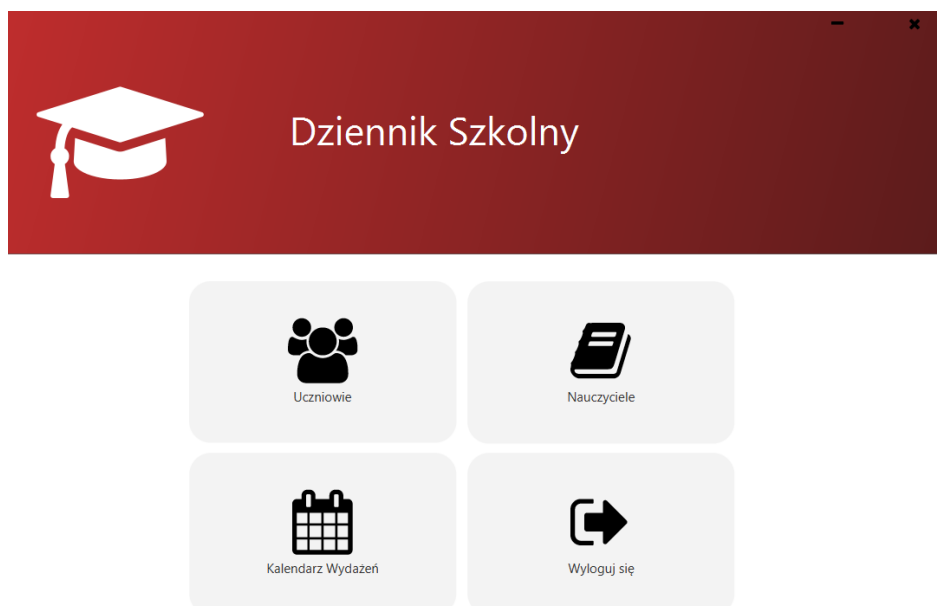 Dziennik Szkolny
Uczniowie
Nauczyciele
Kalendarz Wydażeń
Wyloguj się